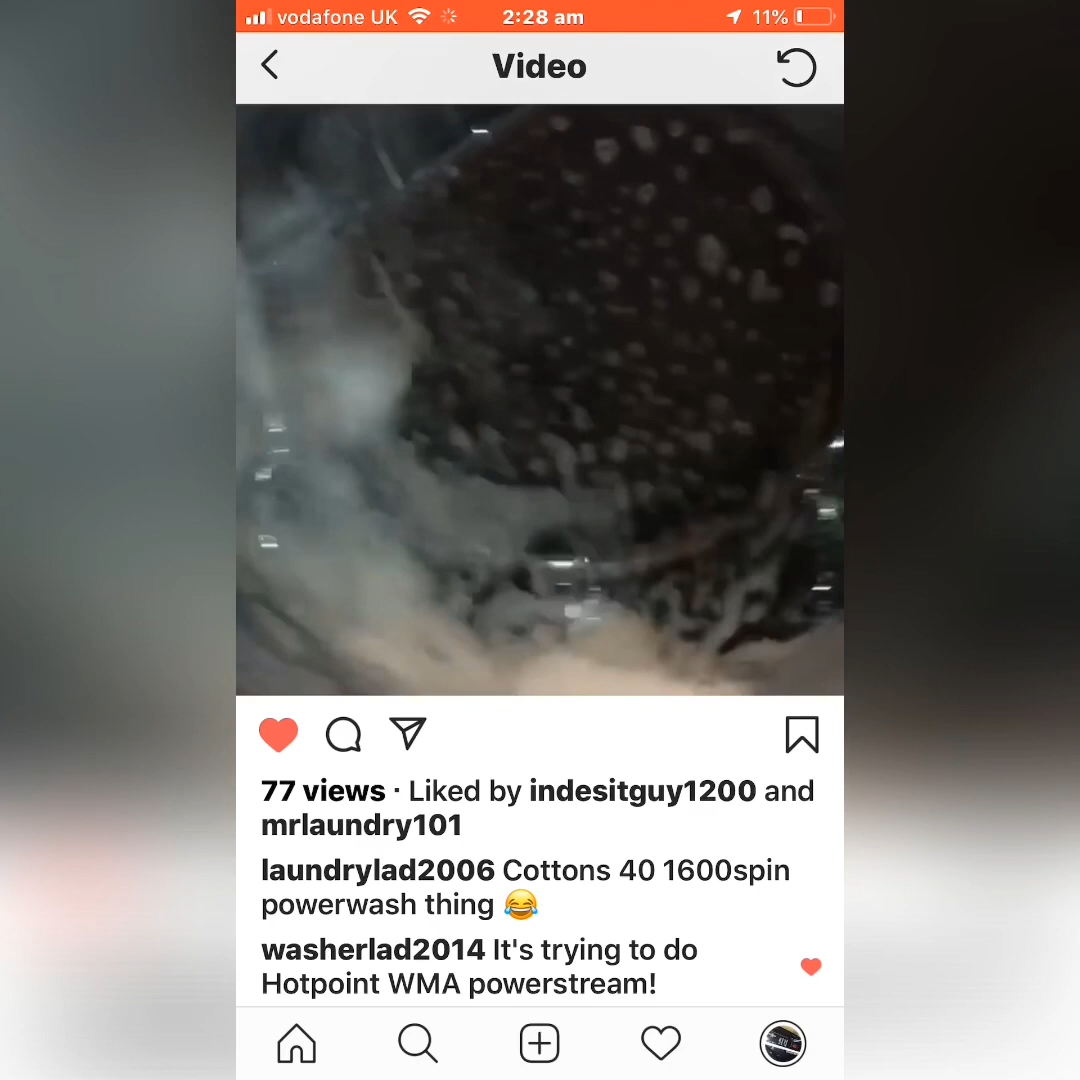 vodafone UK 2:28 am 11%
Video
77 views · Liked by indesitguy1200 and
mrlaundry101
laundrylad2006 Cottons 40 1600spin
powerwash thing 😂
washerlad2014 It's trying to do
Hotpoint WMA powerstream!